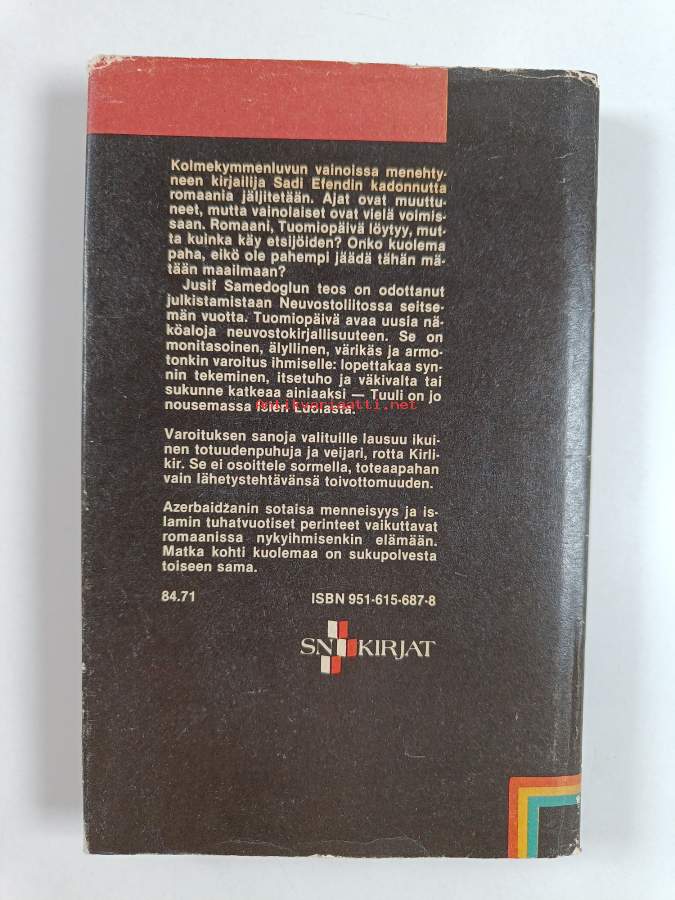 Kolmekymmenluvun vainoissa menehty-
neen kirjailija Sadi Efendin kadonnutta
romaania jäljitetään. Ajat ovat muuttu-
neet, mutta vainolaiset ovat vielä voimis-
saan. Romaani, Tuomiopäivä löytyy, mut-
ta kuinka käy etsijöiden? Onko kuolema
paha, eikö ole pahempi jäädä tähän mä-
tään maailmaan?
Jusif Samedoglun teos on odottanut
julkistamistaan Neuvostoliitossa seitse-
män vuotta. Tuomiopäivä avaa uusia nä-
köaloja neuvostokirjallisuuteen. Se on
monitasoinen, älyllinen, värikäs ja armo-
tonkin varoitus ihmiselle: lopettakaa syn-
nin tekeminen, itsetuho ja väkivalta tai
sukunne katkeaa ainiaaksi — Tuuli on jo
nousemassa Isien Luolasta.
antikvariaatti.net
Varoituksen sanoja valituille lausuu ikui-
nen totuudenpuhuja ja veijari, rotta Kirli-
kir. Se ei osoittele sormella, toteaapahan
vain lähetystehtävänsä toivottomuuden.
Azerbaidžanin sotaisa menneisyys ja is-
lamin tuhatvuotiset perinteet vaikuttavat
romaanissa nykyihmisenkin elämään.
Matka kohti kuolemaa on sukupolvesta
toiseen sama.
84.71 ISBN 951-615-687-8
SN KIRJAT